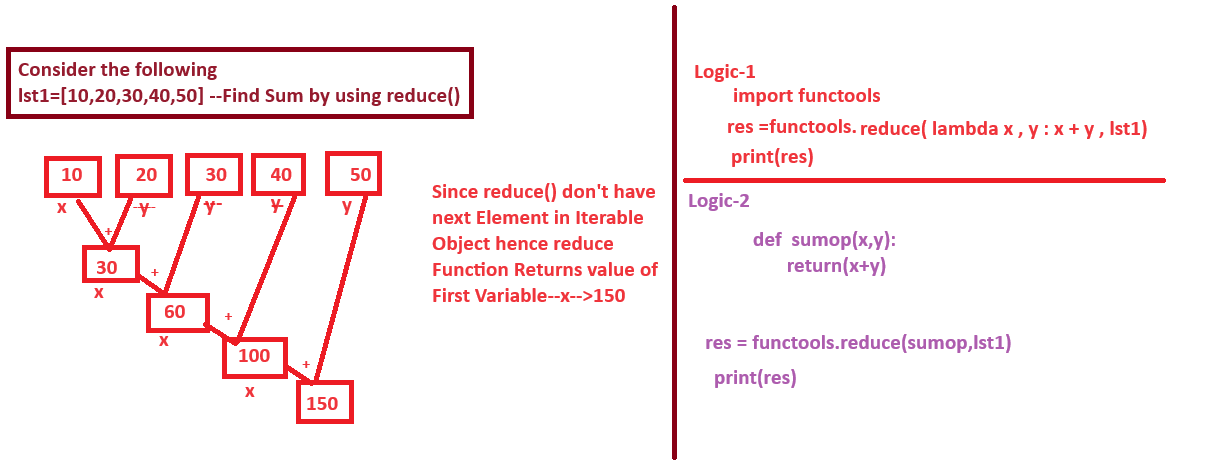 Consider the following
lst1=[10,20,30,40,50] --Find Sum by using reduce()
10 20 30 40 50
x y y y y
+
30
+
x
60
+
x
100
+
x
150
Since reduce() don't have
next Element in Iterable
Object hence reduce
Function Returns value of
First Variable--x-->150
Logic-1
import functools
res =functools. reduce( lambda x , y : x + y , lst1)
print(res)
Logic-2
def sumop(x,y):
return(x+y)
res = functools.reduce(sumop,lst1)
print(res)